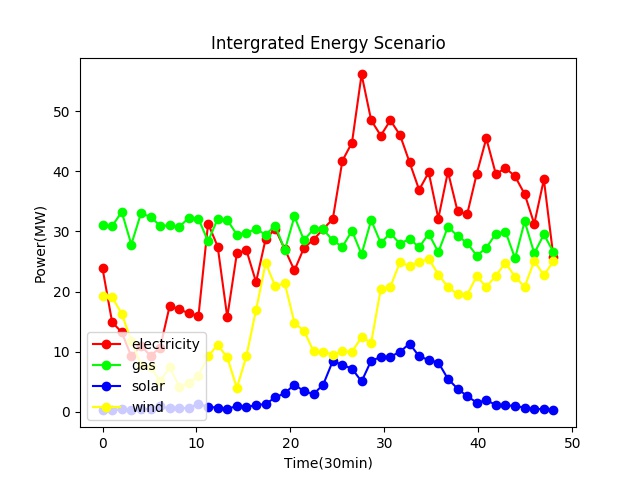 Intergrated Energy Scenario
Power(MW)
50
40
30
20
10
0
electricity
gas
solar
wind
0 10 20 30 40 50
Time(30min)